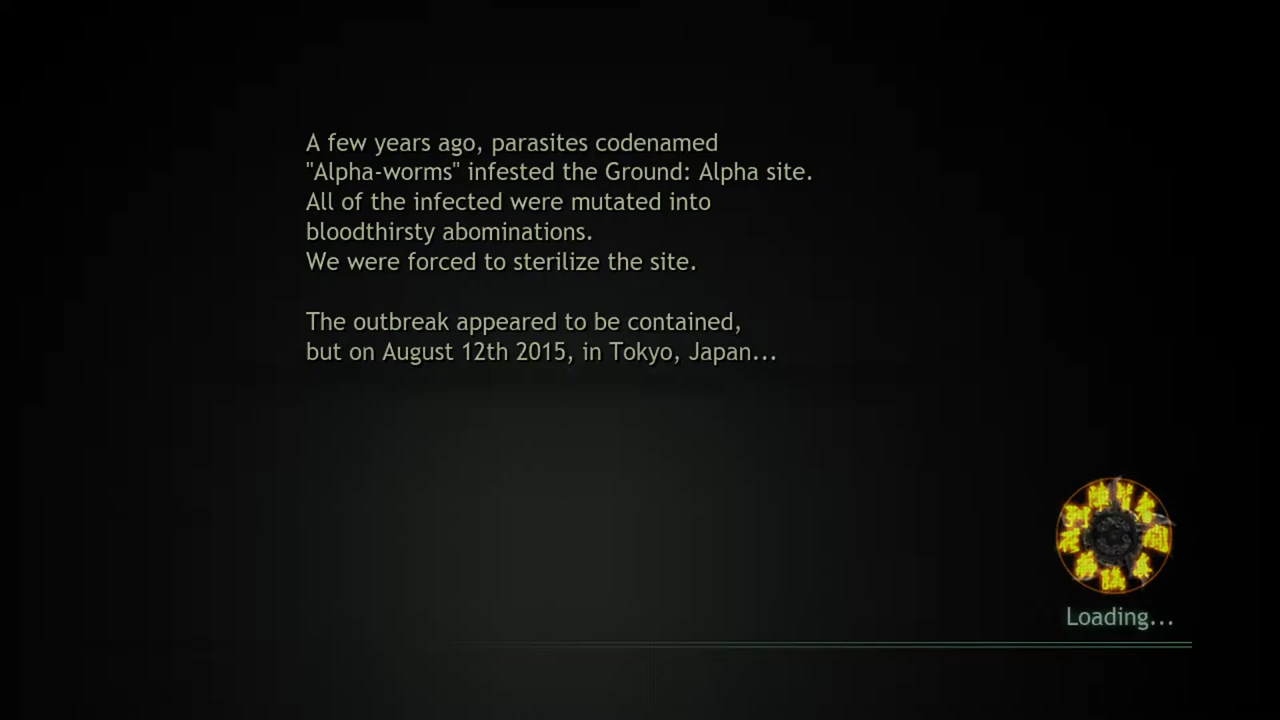 A few years ago, parasites codenamed
"Alpha-worms" infested the Ground: Alpha site.
All of the infected were mutated into
bloodthirsty abominations.
We were forced to sterilize the site.
The outbreak appeared to be contained,
but on August 12th 2015, in Tokyo, Japan...
Loading...